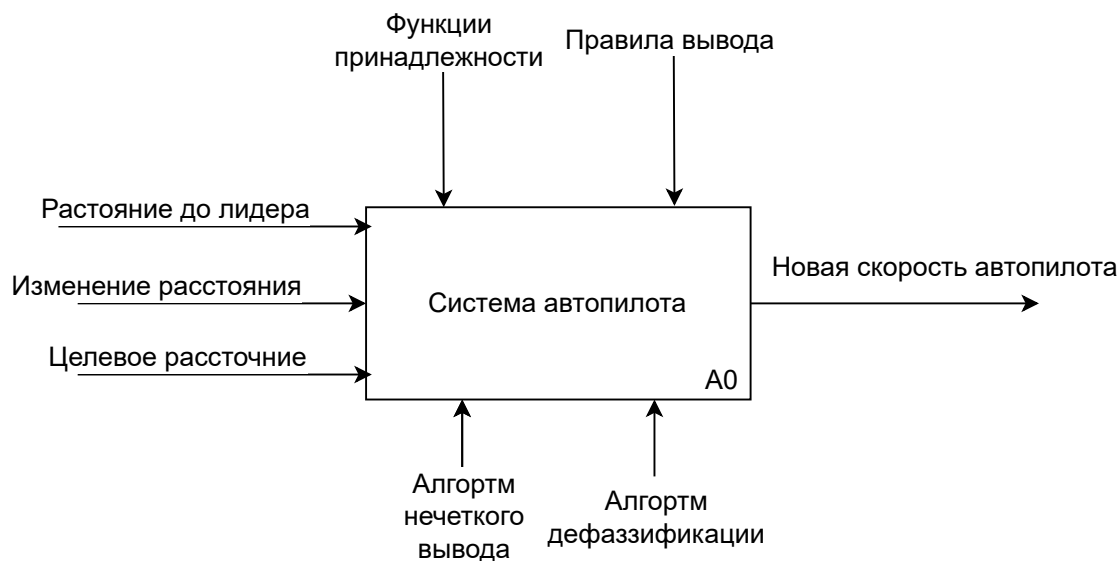 Функции
принадлежности
Правила вывода
Растояние до лидера
Изменение расстояния
Целевое рассточние
Система автопилота
A0
Новая скорость автопилота
Алгортм
нечеткого
вывода
Алгортм
дефаззификации